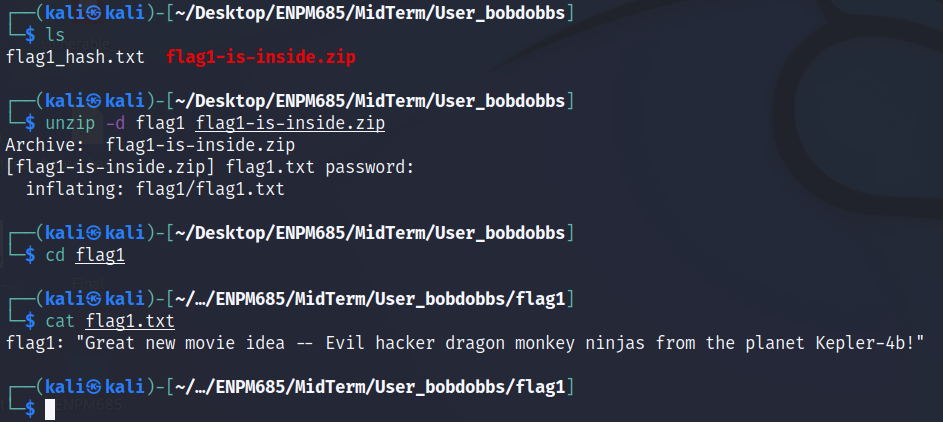 ┌──(kali㉿kali)-[~/Desktop/ENPM685/MidTerm/User_bobdobbs]
└─$ ls
flag1_hash.txt  flag1-is-inside.zip
┌──(kali㉿kali)-[~/Desktop/ENPM685/MidTerm/User_bobdobbs]
└─$ unzip -d flag1 flag1-is-inside.zip
Archive:  flag1-is-inside.zip
[flag1-is-inside.zip] flag1.txt password:
  inflating: flag1/flag1.txt
┌──(kali㉿kali)-[~/Desktop/ENPM685/MidTerm/User_bobdobbs]
└─$ cd flag1
┌──(kali㉿kali)-[~/…/ENPM685/MidTerm/User_bobdobbs/flag1]
└─$ cat flag1.txt
flag1: "Great new movie idea -- Evil hacker dragon monkey ninjas from the planet Kepler-4b!"
┌──(kali㉿kali)-[~/…/ENPM685/MidTerm/User_bobdobbs/flag1]
└─$
ENPM685